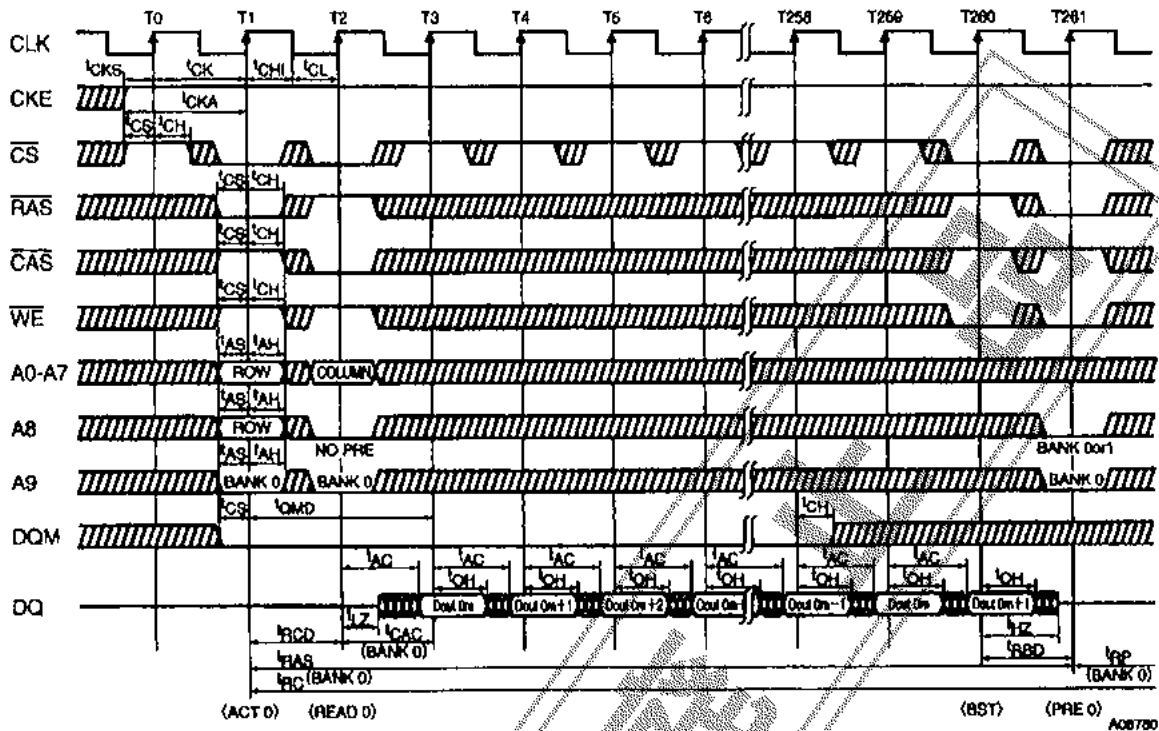 T0 T1 T2 T3 T4 T5 T6 T258 T259 T260 T261
CLK
tCKS tCK tCHI tCL
CKE
tCKA
tCS tCH
CS
tCS tCH
RAS
tCS tCH
CAS
tCS tCH
WE
tAS tAH
A0-A7 ROW COLUMN
tAS tAH
A8 ROW
NO PRE BANK 0or1
tAS tAH
A9 BANK 0 BANK 0 BANK 0
tCS tQMD tCH
DQM
tAC tAC tAC tAC tAC tAC tAC
tOH tOH tOH tOH tOH tOH tOH
DQ Dout 0m Dout 0m+1 Dout 0m+2 Dout 0m-1 Dout 0m Dout 0m+1
tLZ tHZ
tRCD tCAC tRBD
(BANK 0)
tRAS tRP
(BANK 0) (BANK 0)
tRC
(ACT 0) (READ 0) (BST) (PRE 0)
A08780